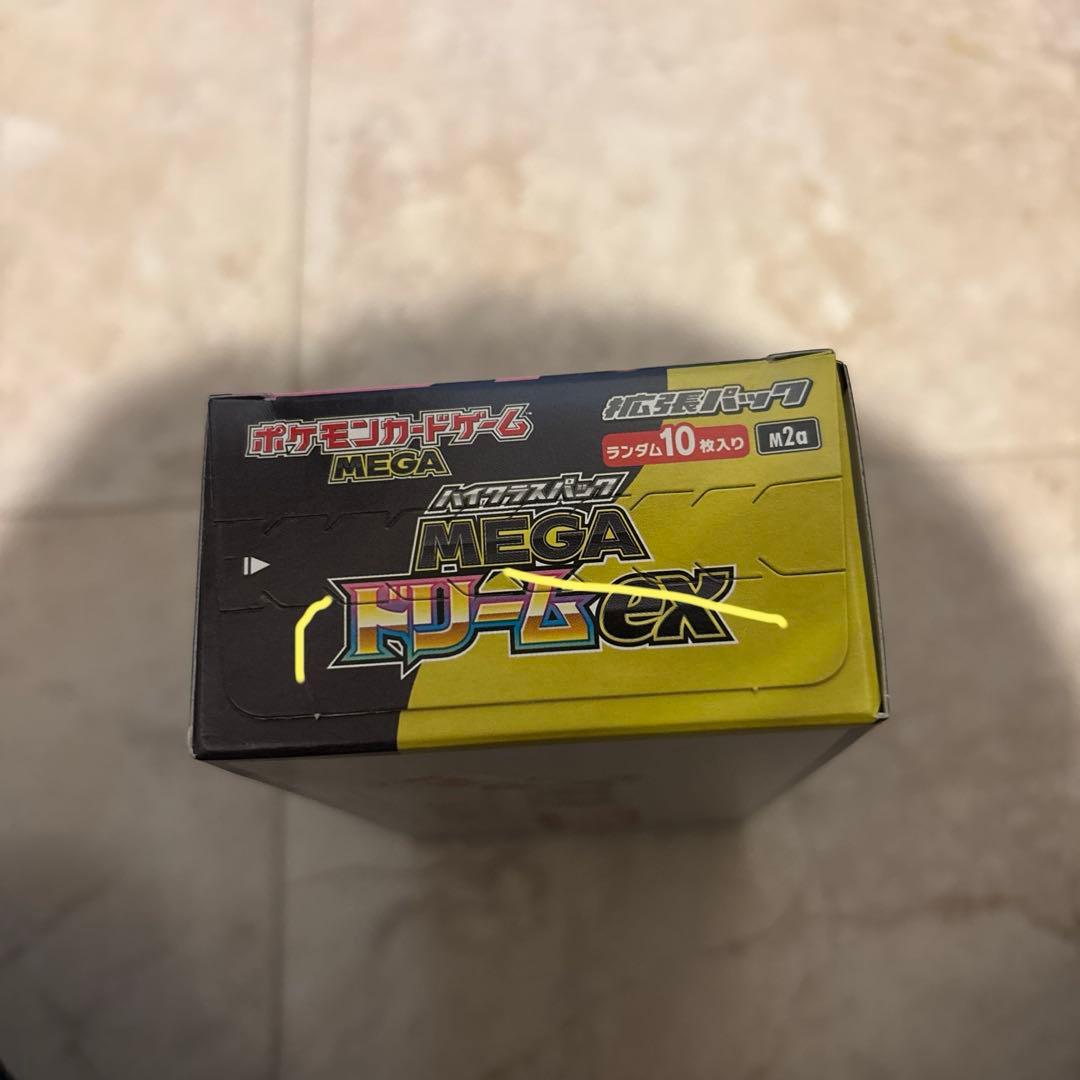 ポケモンカードゲーム
MEGA
拡張パック
ランダム10枚入り M2a
ハイクラスパック
MEGA
ドリームex